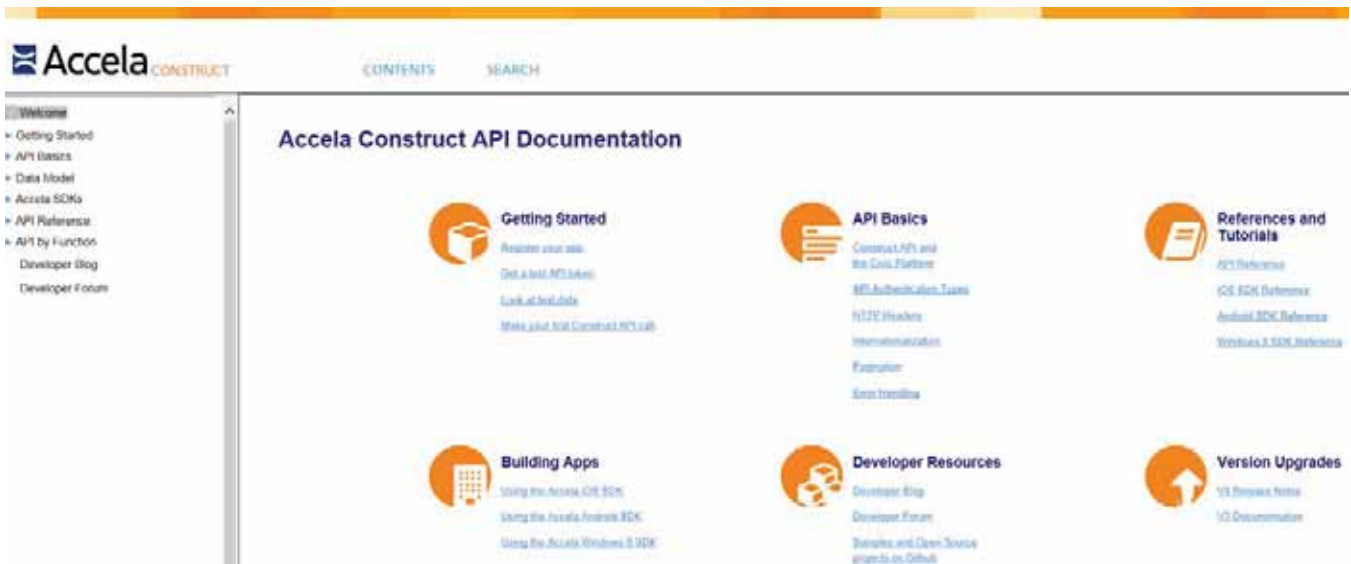 Accela CONSTRUCT
CONTENTS
SEARCH
Welcome
Getting Started
API Basics
Data Model
Accela SDKs
API Reference
API by Function
Developer Blog
Developer Forum
Accela Construct API Documentation
Getting Started
Register your app
Get a test API token
Look at test data
Make your first Construct API call
API Basics
Construct API and
the Civic Platform
API Authentication Types
HTTP Headers
Internationalization
Pagination
Error Handling
References and
Tutorials
API Reference
iOS SDK Reference
Android SDK Reference
Windows 8 SDK Reference
Building Apps
Using the Accela iOS SDK
Using the Accela Android SDK
Using the Accela Windows 8 SDK
Developer Resources
Developer Blog
Developer Forum
Samples and Open Source
projects on Github
Version Upgrades
Release Notes
Documentation